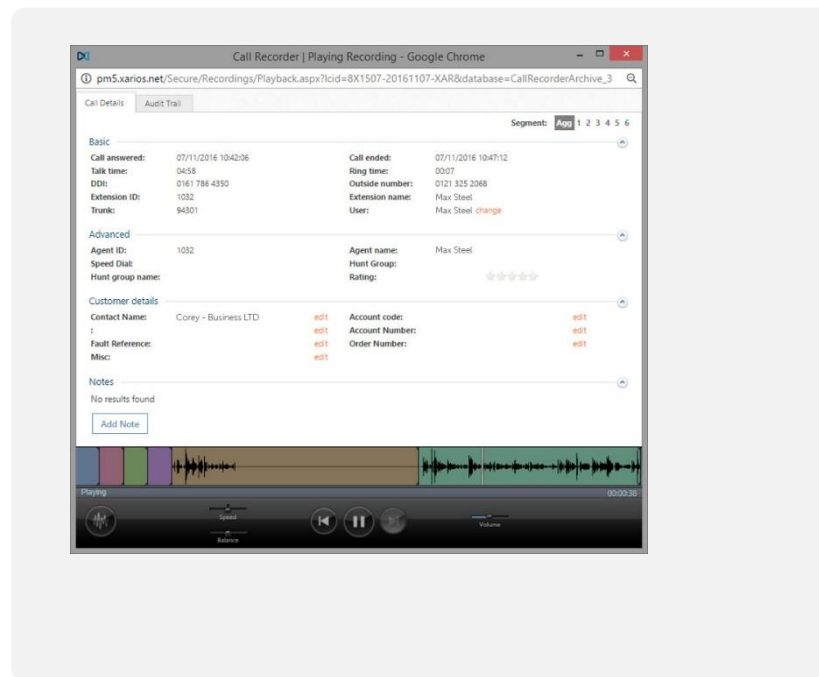 Call Recorder | Playing Recording - Google Chrome
pm5.xarios.net/Secure/Recordings/Playback.aspx?lcid=8X1507-20161107-XAR&database=CallRecorderArchive_3
Call Details Audit Trail
Segment: Agg 1 2 3 4 5 6
Basic
Call answered: 07/11/2016 10:42:06 Call ended: 07/11/2016 10:47:12
Talk time: 04:58 Ring time: 00:07
DDI: 0161 786 4350 Outside number: 0121 325 2068
Extension ID: 1032 Extension name: Max Steel
Trunk: 94301 User: Max Steel change
Advanced
Agent ID: 1032 Agent name: Max Steel
Speed Dial: Hunt Group:
Hunt group name: Rating:
Customer details
Contact Name: Corey - Business LTD edit Account code: edit
: edit Account Number: edit
Fault Reference: edit Order Number: edit
Misc: edit
Notes
No results found
Add Note
Playing 00:00:38
Speed
Volume
Balance